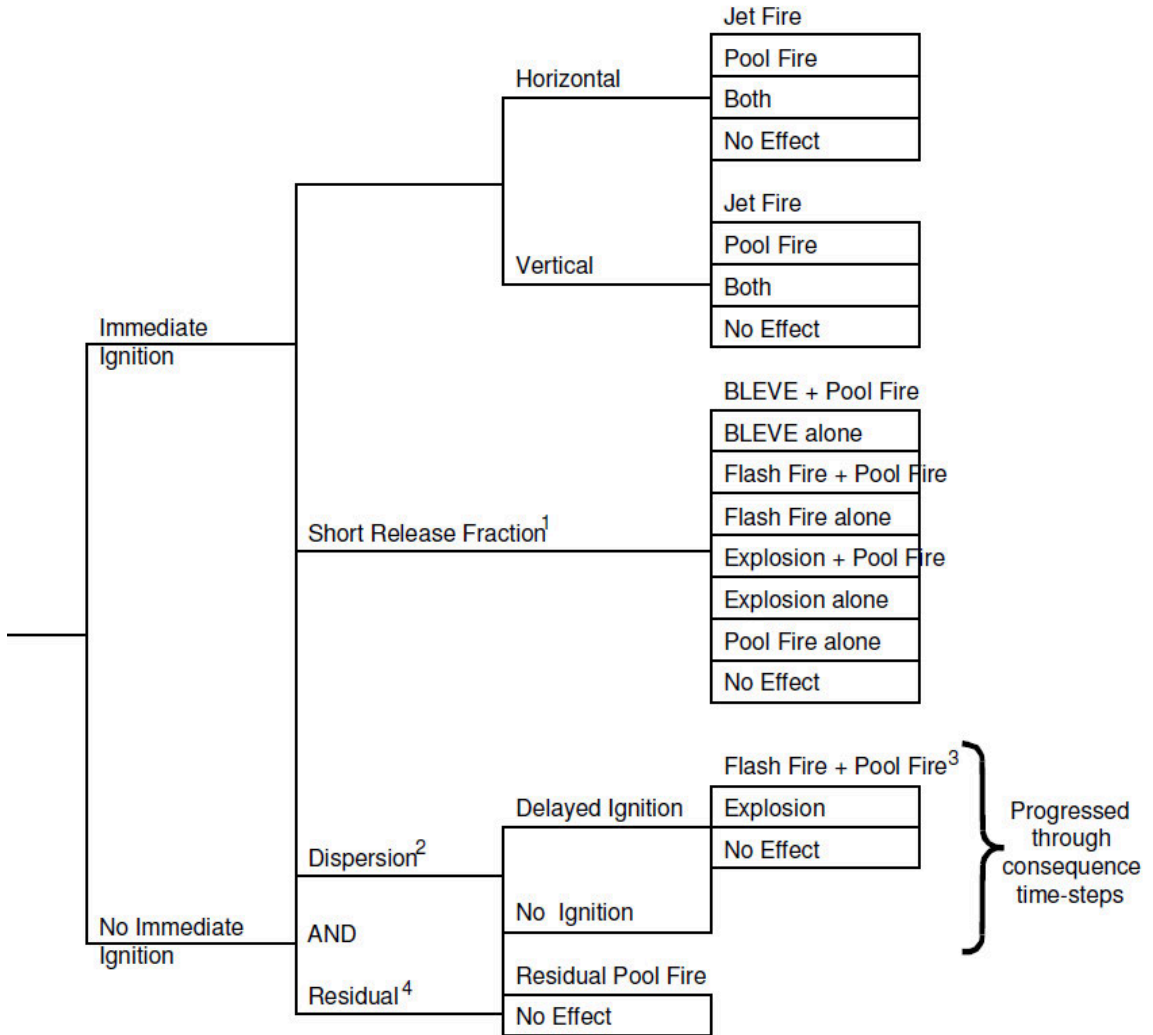 Jet Fire
Pool Fire
Horizontal
Both
No Effect
Jet Fire
Pool Fire
Vertical
Both
No Effect
Immediate
Ignition
BLEVE + Pool Fire
BLEVE alone
Flash Fire + Pool Fire
Flash Fire alone
Short Release Fraction1
Explosion + Pool Fire
Explosion alone
Pool Fire alone
No Effect
Flash Fire + Pool Fire3
Delayed Ignition
Explosion
No Effect
Dispersion2
No Ignition
Progressed
through
consequence
time-steps
No Immediate
Ignition
AND
Residual4
Residual Pool Fire
No Effect